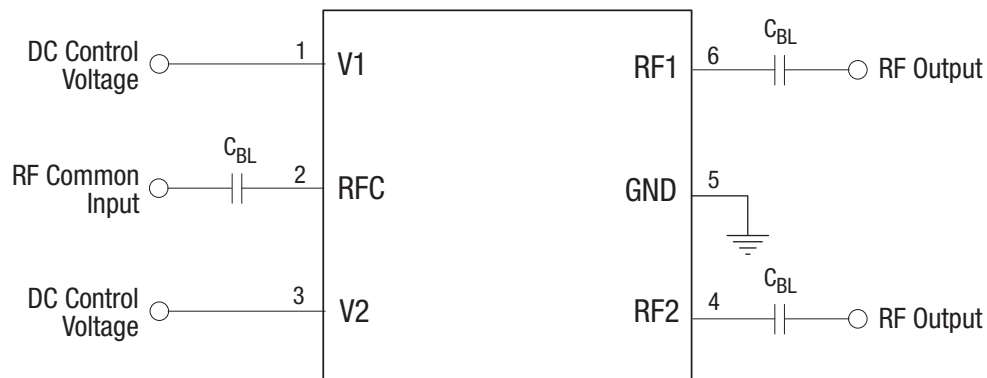 DC Control
Voltage
1
V1
RF1
6
C_BL
RF Output
RF Common
Input
C_BL
2
RFC
GND
5
DC Control
Voltage
3
V2
RF2
4
C_BL
RF Output